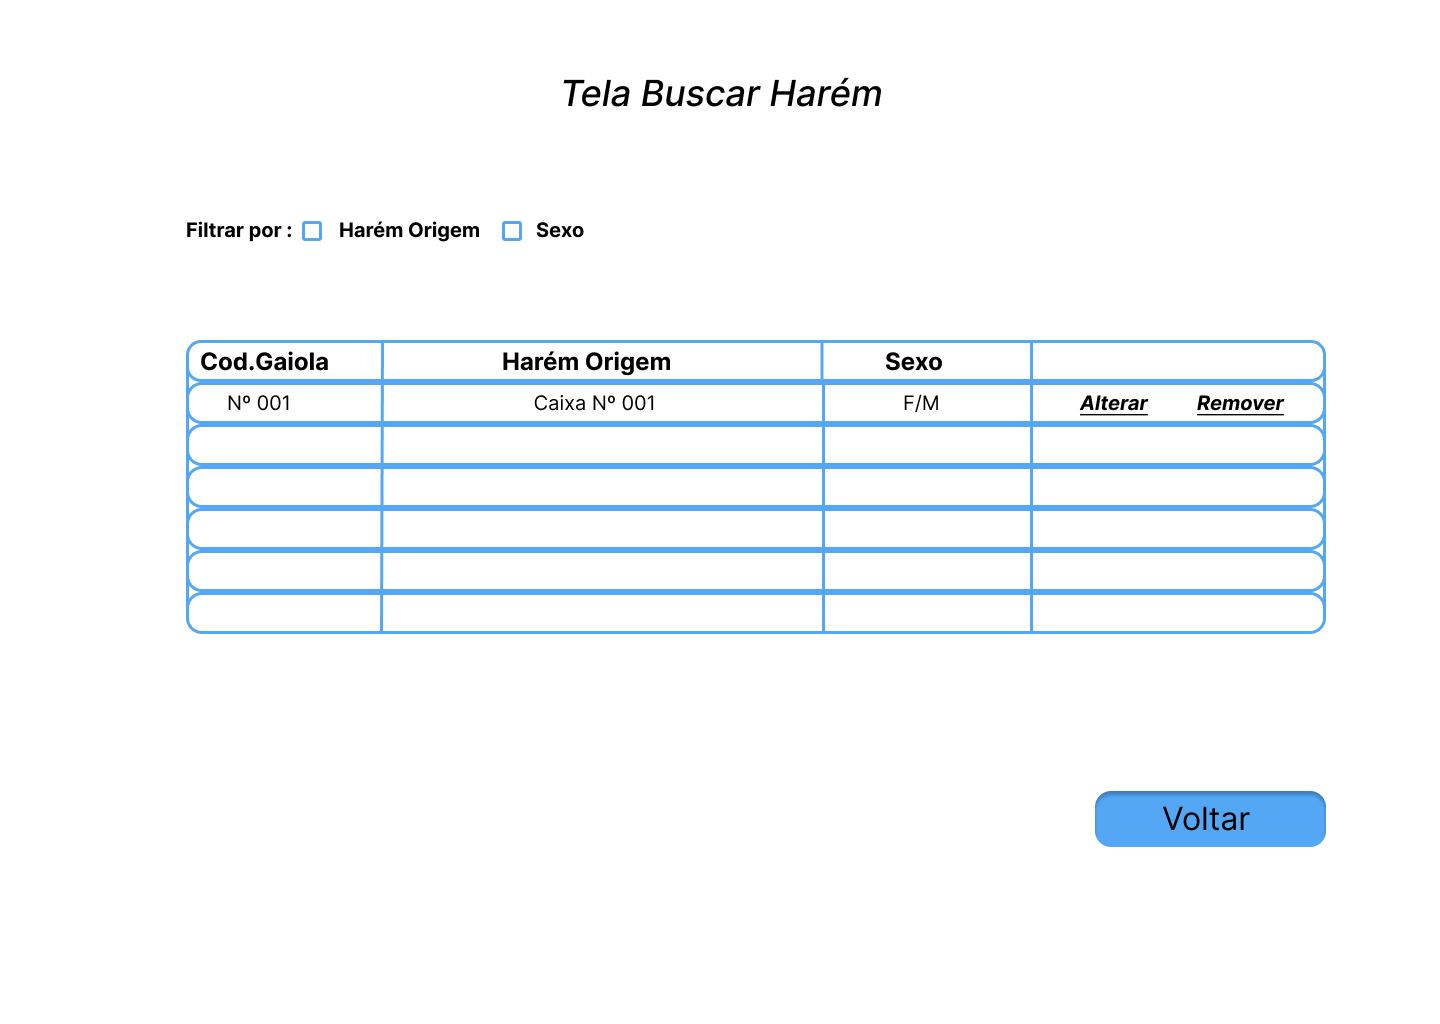 Tela Buscar Harém
Filtrar por : Harém Origem Sexo
Cod.Gaiola Harém Origem Sexo
Nº 001 Caixa Nº 001 F/M Alterar Remover
Voltar